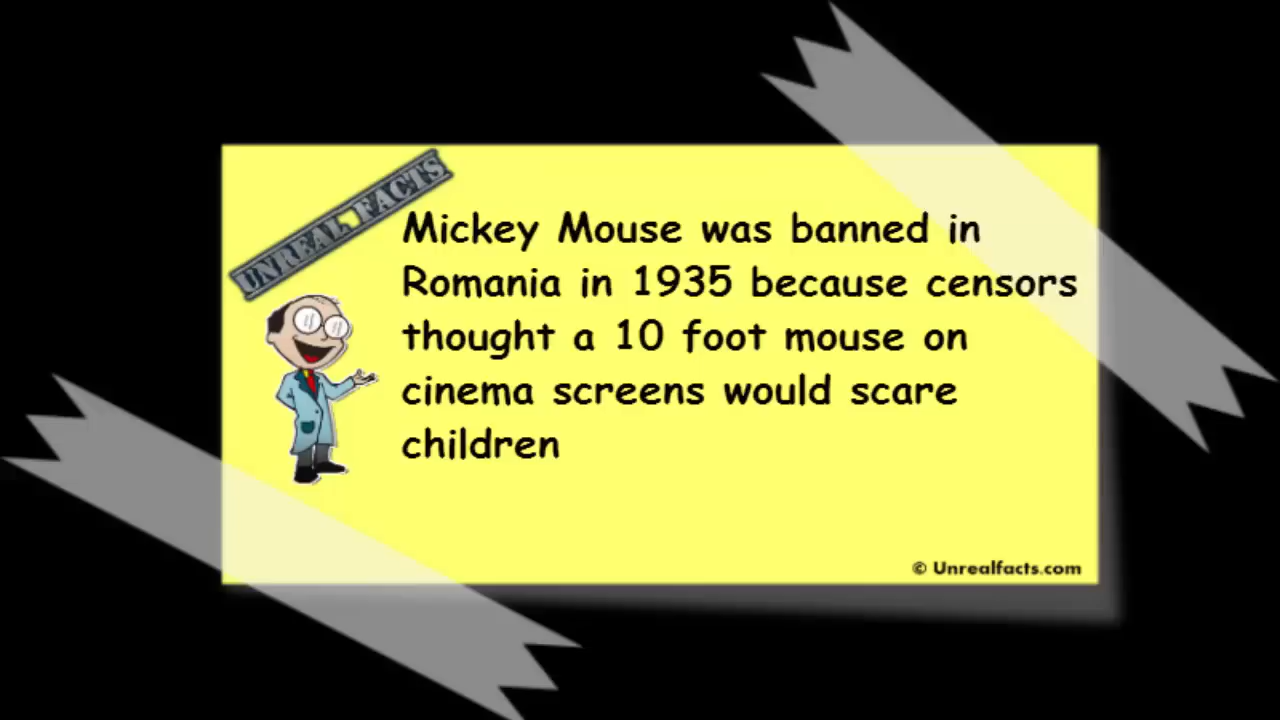 UNREAL FACTS
Mickey Mouse was banned in
Romania in 1935 because censors
thought a 10 foot mouse on
cinema screens would scare
children
© Unrealfacts.com